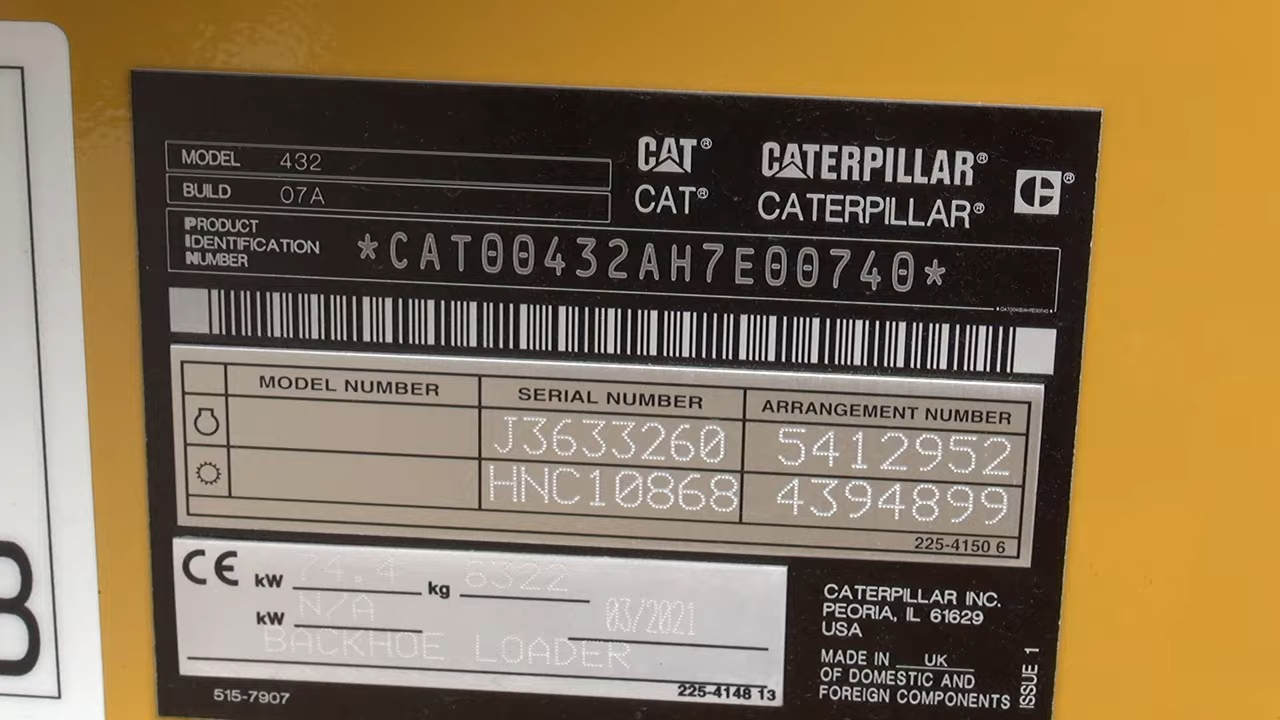 MODEL 432
CAT® CATERPILLAR®
BUILD 07A
CAT® CATERPILLAR®
PRODUCT IDENTIFICATION NUMBER *CAT00432AH7E00740*
MODEL NUMBER SERIAL NUMBER ARRANGEMENT NUMBER
J3633260 5412952
HNC10868 4394899
225-4150 6
CE kW 74.4 kg 8322
kW N/A 03/2021
BACKHOE LOADER
515-7907 225-4148 13
CATERPILLAR INC.
PEORIA, IL 61629
USA
MADE IN UK
OF DOMESTIC AND
FOREIGN COMPONENTS
ISSUE 1